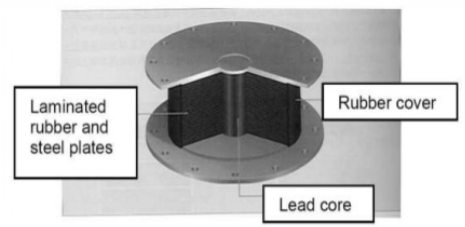 Laminated
rubber and
steel plates
Rubber cover
Lead core